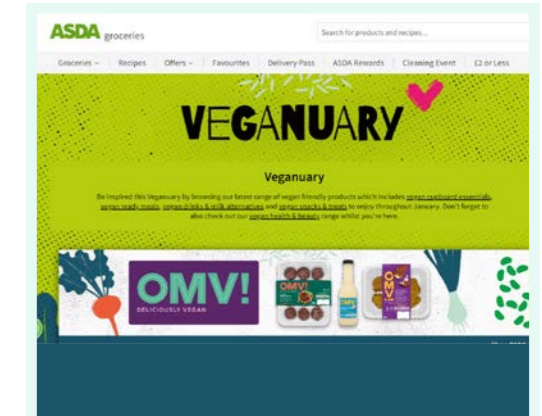 ASDA groceries
Search for products and recipes...
Groceries Recipes Offers Favourites Delivery Pass ASDA Rewards Cleaning Event £2 or Less
VEGANUARY
Veganuary
Be inspired this Veganuary by browsing our latest range of vegan friendly products which includes vegan cupboard essentials,
vegan ready meals, vegan drinks & milk alternatives and vegan snacks & treats to enjoy throughout January. Don't forget to
also check out our vegan health & beauty range whilst you're here.
OMV!
DELICIOUSLY VEGAN
OMV!
OMV!